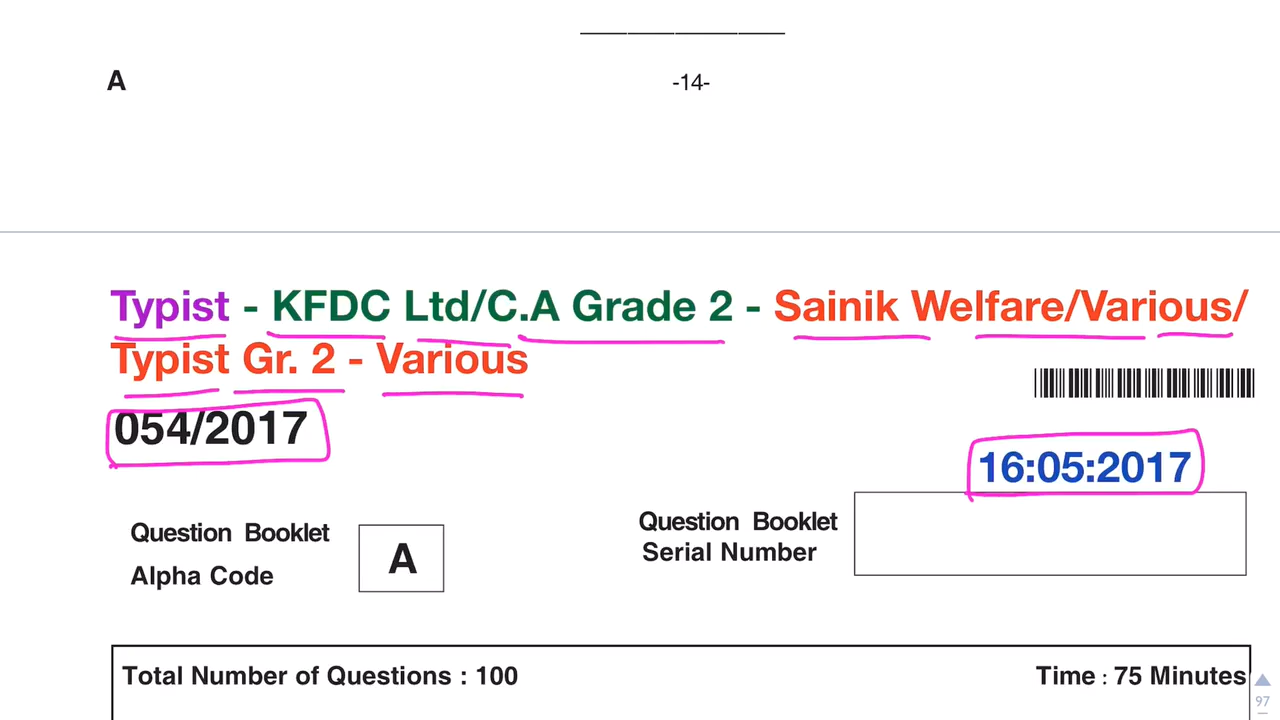 A
-14-
Typist - KFDC Ltd/C.A Grade 2 - Sainik Welfare/Various/
Typist Gr. 2 - Various
054/2017
16:05:2017
Question Booklet
Alpha Code
A
Question Booklet
Serial Number
Total Number of Questions : 100
Time : 75 Minutes
97